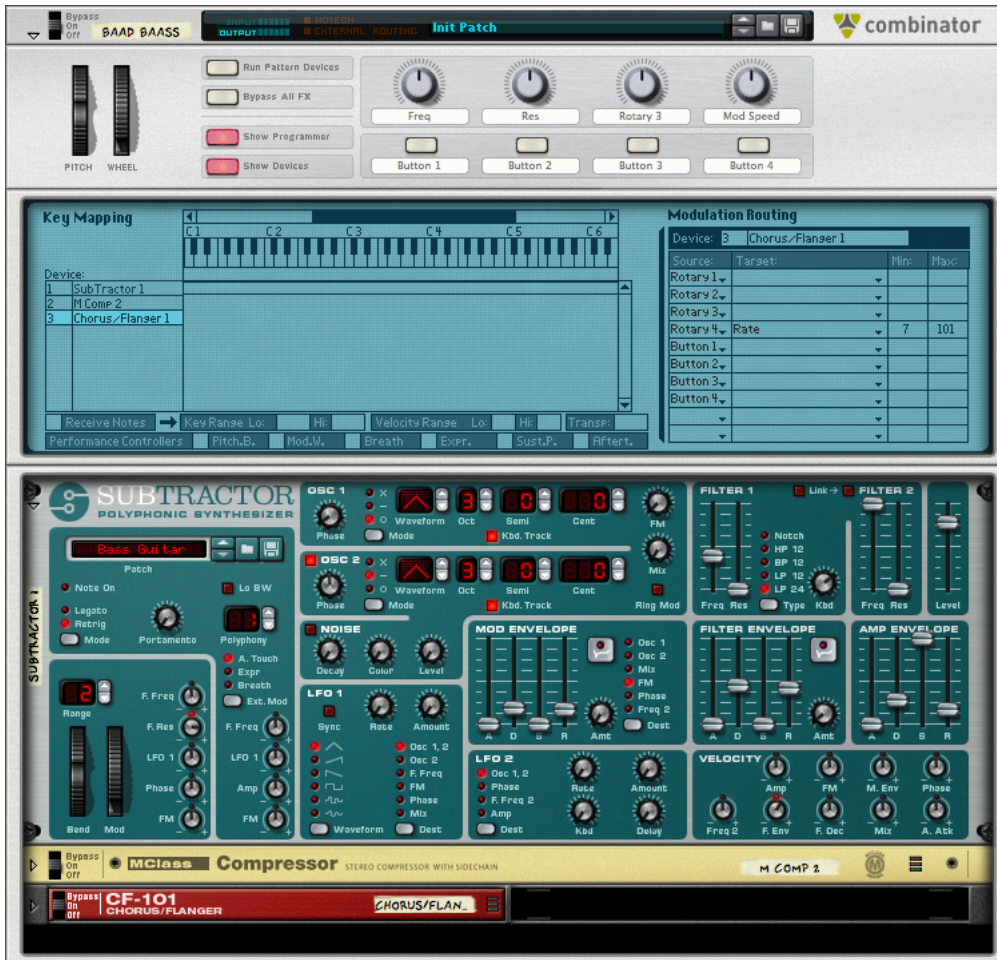 Bypass
On
Off
BAAD BAASS
INPUT
OUTPUT
NOTEON
EXTERNAL ROUTING
Init Patch
combinator
Run Pattern Devices
Bypass All FX
Show Programmer
Show Devices
PITCH WHEEL
Freq Res Rotary 3 Mod Speed
Button 1 Button 2 Button 3 Button 4
Key Mapping
C1 C2 C3 C4 C5 C6
Device:
1 SubTractor 1
2 M Comp 2
3 Chorus/Flanger 1
Receive Notes Key Range Lo: Hi: Velocity Range Lo: Hi: Transp:
Performance Controllers Pitch.B. Mod.W. Breath Expr. Sust.P. Aftert.
Modulation Routing
Device: 3 Chorus/Flanger 1
Source: Target: Min: Max:
Rotary 1
Rotary 2
Rotary 3
Rotary 4 Rate 7 101
Button 1
Button 2
Button 3
Button 4
SUBTRACTOR 1
SUBTRACTOR
POLYPHONIC SYNTHESIZER
Bass Guitar
Patch
Note On
Legato
Retrig
Mode
Portamento
Lo BW
1
Polyphony
A. Touch
Expr
Breath
Ext. Mod
2
Range
Bend Mod
F. Freq
F. Res
LFO 1
Phase
FM
F. Freq
LFO 1
Amp
FM
OSC 1
Phase
X
–
O
Mode
Waveform
3
Oct
0
Semi
0
Cent
Kbd. Track
FM
OSC 2
Phase
X
–
O
Mode
Waveform
3
Oct
0
Semi
0
Cent
Kbd. Track
Mix
Ring Mod
NOISE
Decay Color Level
LFO 1
Sync Rate Amount
Osc 1, 2
Osc 2
F. Freq
FM
Phase
Mix
Waveform Dest
MOD ENVELOPE
A D S R Amt
Osc 1
Osc 2
Mix
FM
Phase
Freq 2
Dest
LFO 2
Osc 1, 2
Phase
F. Freq 2
Amp
Dest
Rate Amount
Kbd Delay
FILTER 1
Link
FILTER 2
Notch
HP 12
BP 12
LP 12
LP 24
Freq Res Type Kbd
Freq Res
Level
FILTER ENVELOPE
A D S R Amt
AMP ENVELOPE
A D S R
VELOCITY
Amp FM M. Env Phase
Freq 2 F. Env F. Dec Mix A. Atk
Bypass
On
Off
MClass Compressor STEREO COMPRESSOR WITH SIDECHAIN
M COMP 2
M
Bypass
On
Off
CF-101
CHORUS/FLANGER
CHORUS/FLAN_